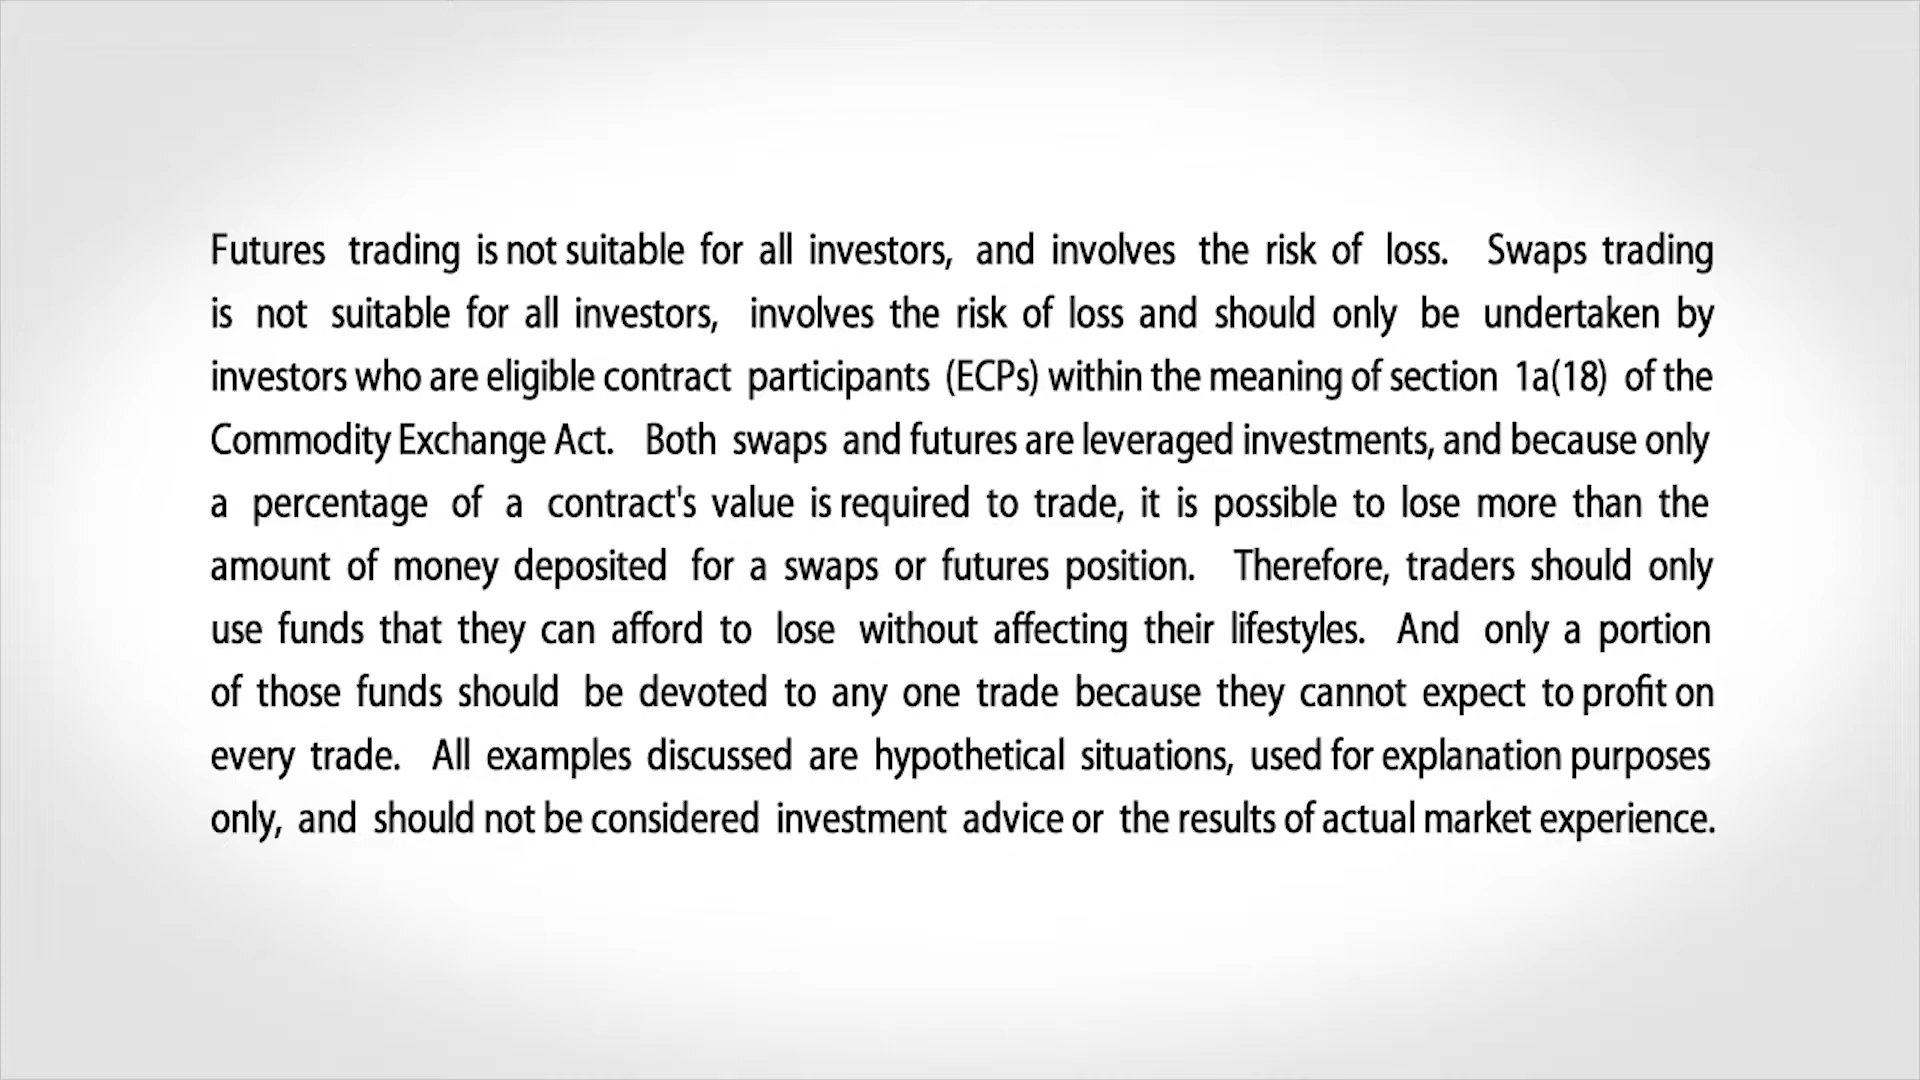 Futures trading is not suitable for all investors, and involves the risk of loss. Swaps trading
is not suitable for all investors, involves the risk of loss and should only be undertaken by
investors who are eligible contract participants (ECPs) within the meaning of section 1a(18) of the
Commodity Exchange Act. Both swaps and futures are leveraged investments, and because only
a percentage of a contract's value is required to trade, it is possible to lose more than the
amount of money deposited for a swaps or futures position. Therefore, traders should only
use funds that they can afford to lose without affecting their lifestyles. And only a portion
of those funds should be devoted to any one trade because they cannot expect to profit on
every trade. All examples discussed are hypothetical situations, used for explanation purposes
only, and should not be considered investment advice or the results of actual market experience.